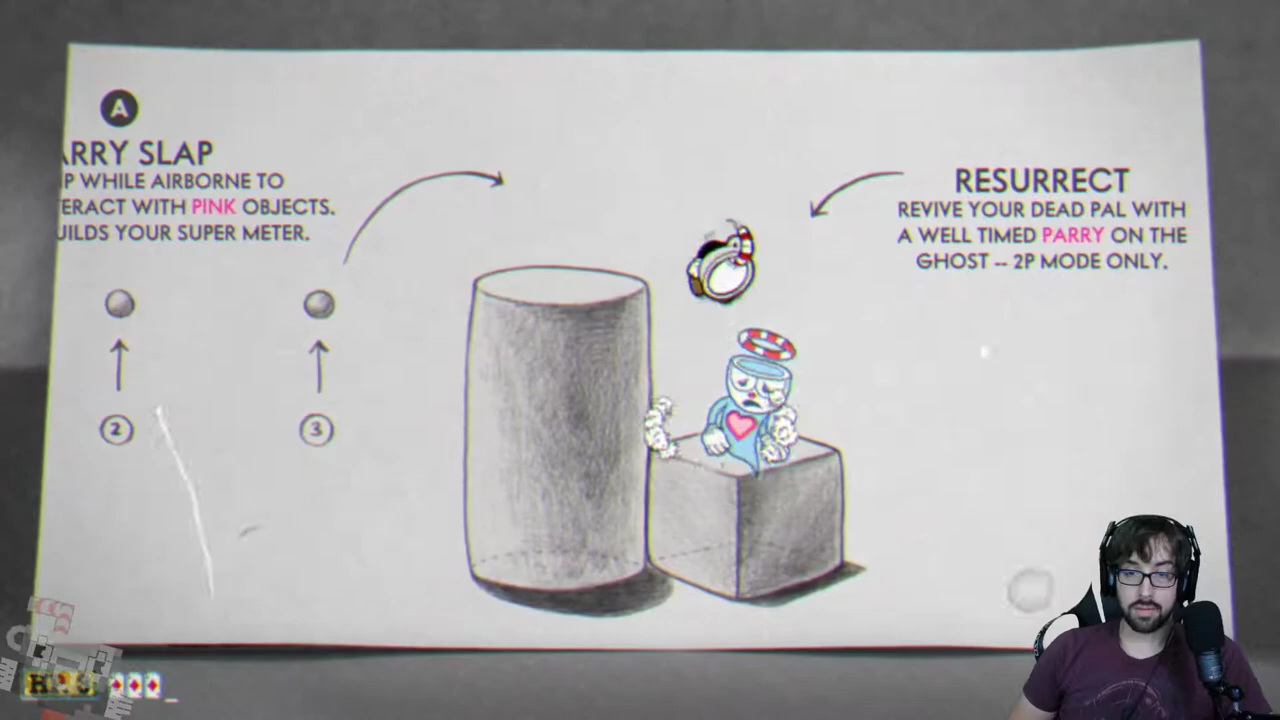 A
ARRY SLAP
P WHILE AIRBORNE TO
ERACT WITH PINK OBJECTS.
UILDS YOUR SUPER METER.
2
3
RESURRECT
REVIVE YOUR DEAD PAL WITH
A WELL TIMED PARRY ON THE
GHOST -- 2P MODE ONLY.